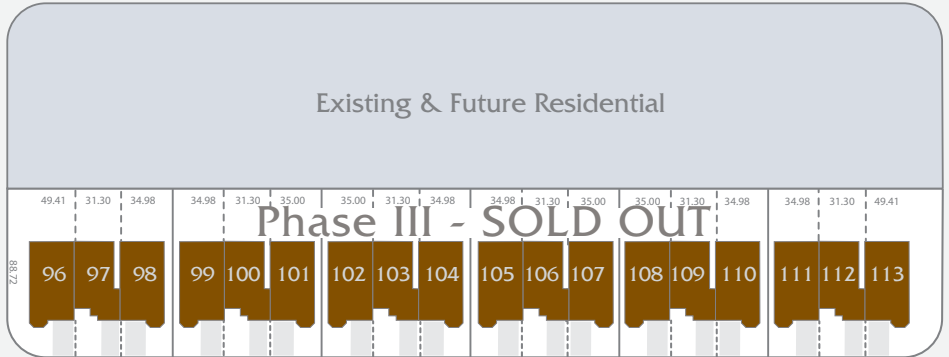 Existing & Future Residential
49.41 31.30 34.98 34.98 31.30 35.00 35.00 31.30 34.98 34.98 31.30 35.00 35.00 31.30 34.98 34.98 31.30 49.41
Phase III - SOLD OUT
88.72
96 97 98 99 100 101 102 103 104 105 106 107 108 109 110 111 112 113